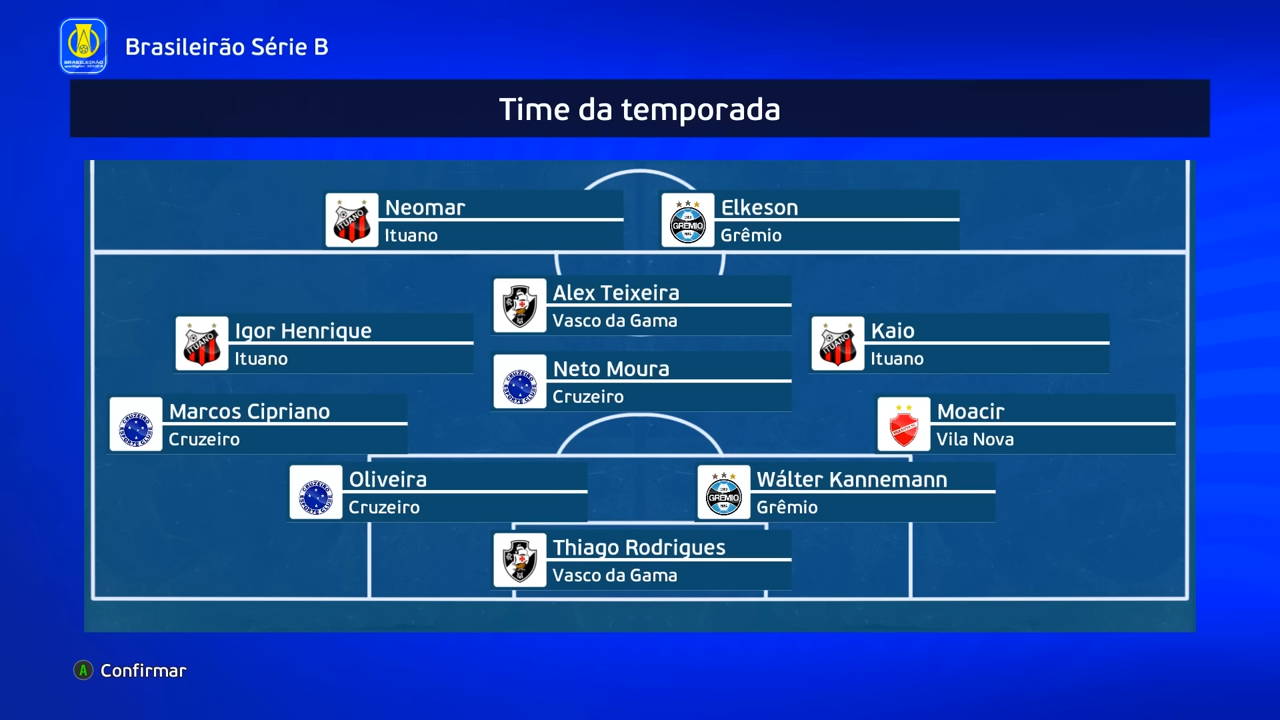 Brasileirão Série B
Time da temporada
Neomar
Ituano
Elkeson
Grêmio
Alex Teixeira
Vasco da Gama
Igor Henrique
Ituano
Kaio
Ituano
Neto Moura
Cruzeiro
Marcos Cipriano
Cruzeiro
Moacir
Vila Nova
Oliveira
Cruzeiro
Wálter Kannemann
Grêmio
Thiago Rodrigues
Vasco da Gama
A Confirmar